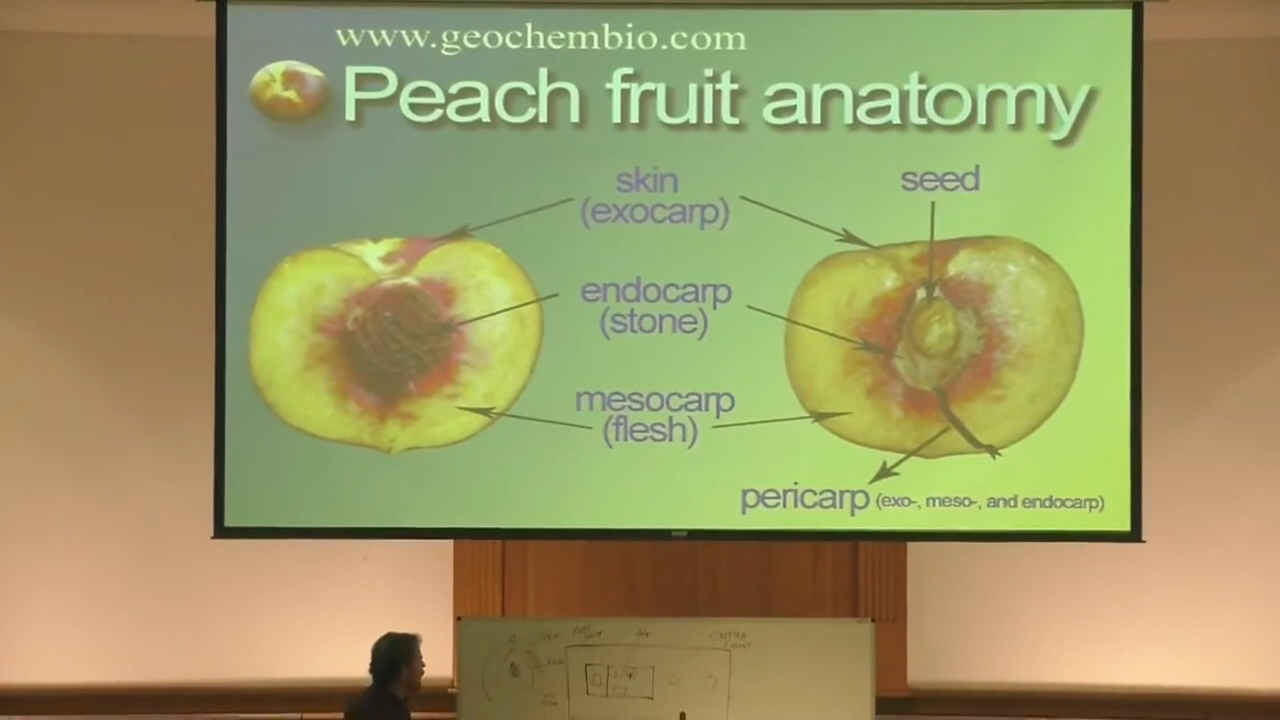 www.geochembio.com
Peach fruit anatomy
skin
(exocarp)
seed
endocarp
(stone)
mesocarp
(flesh)
pericarp (exo-, meso-, and endocarp)